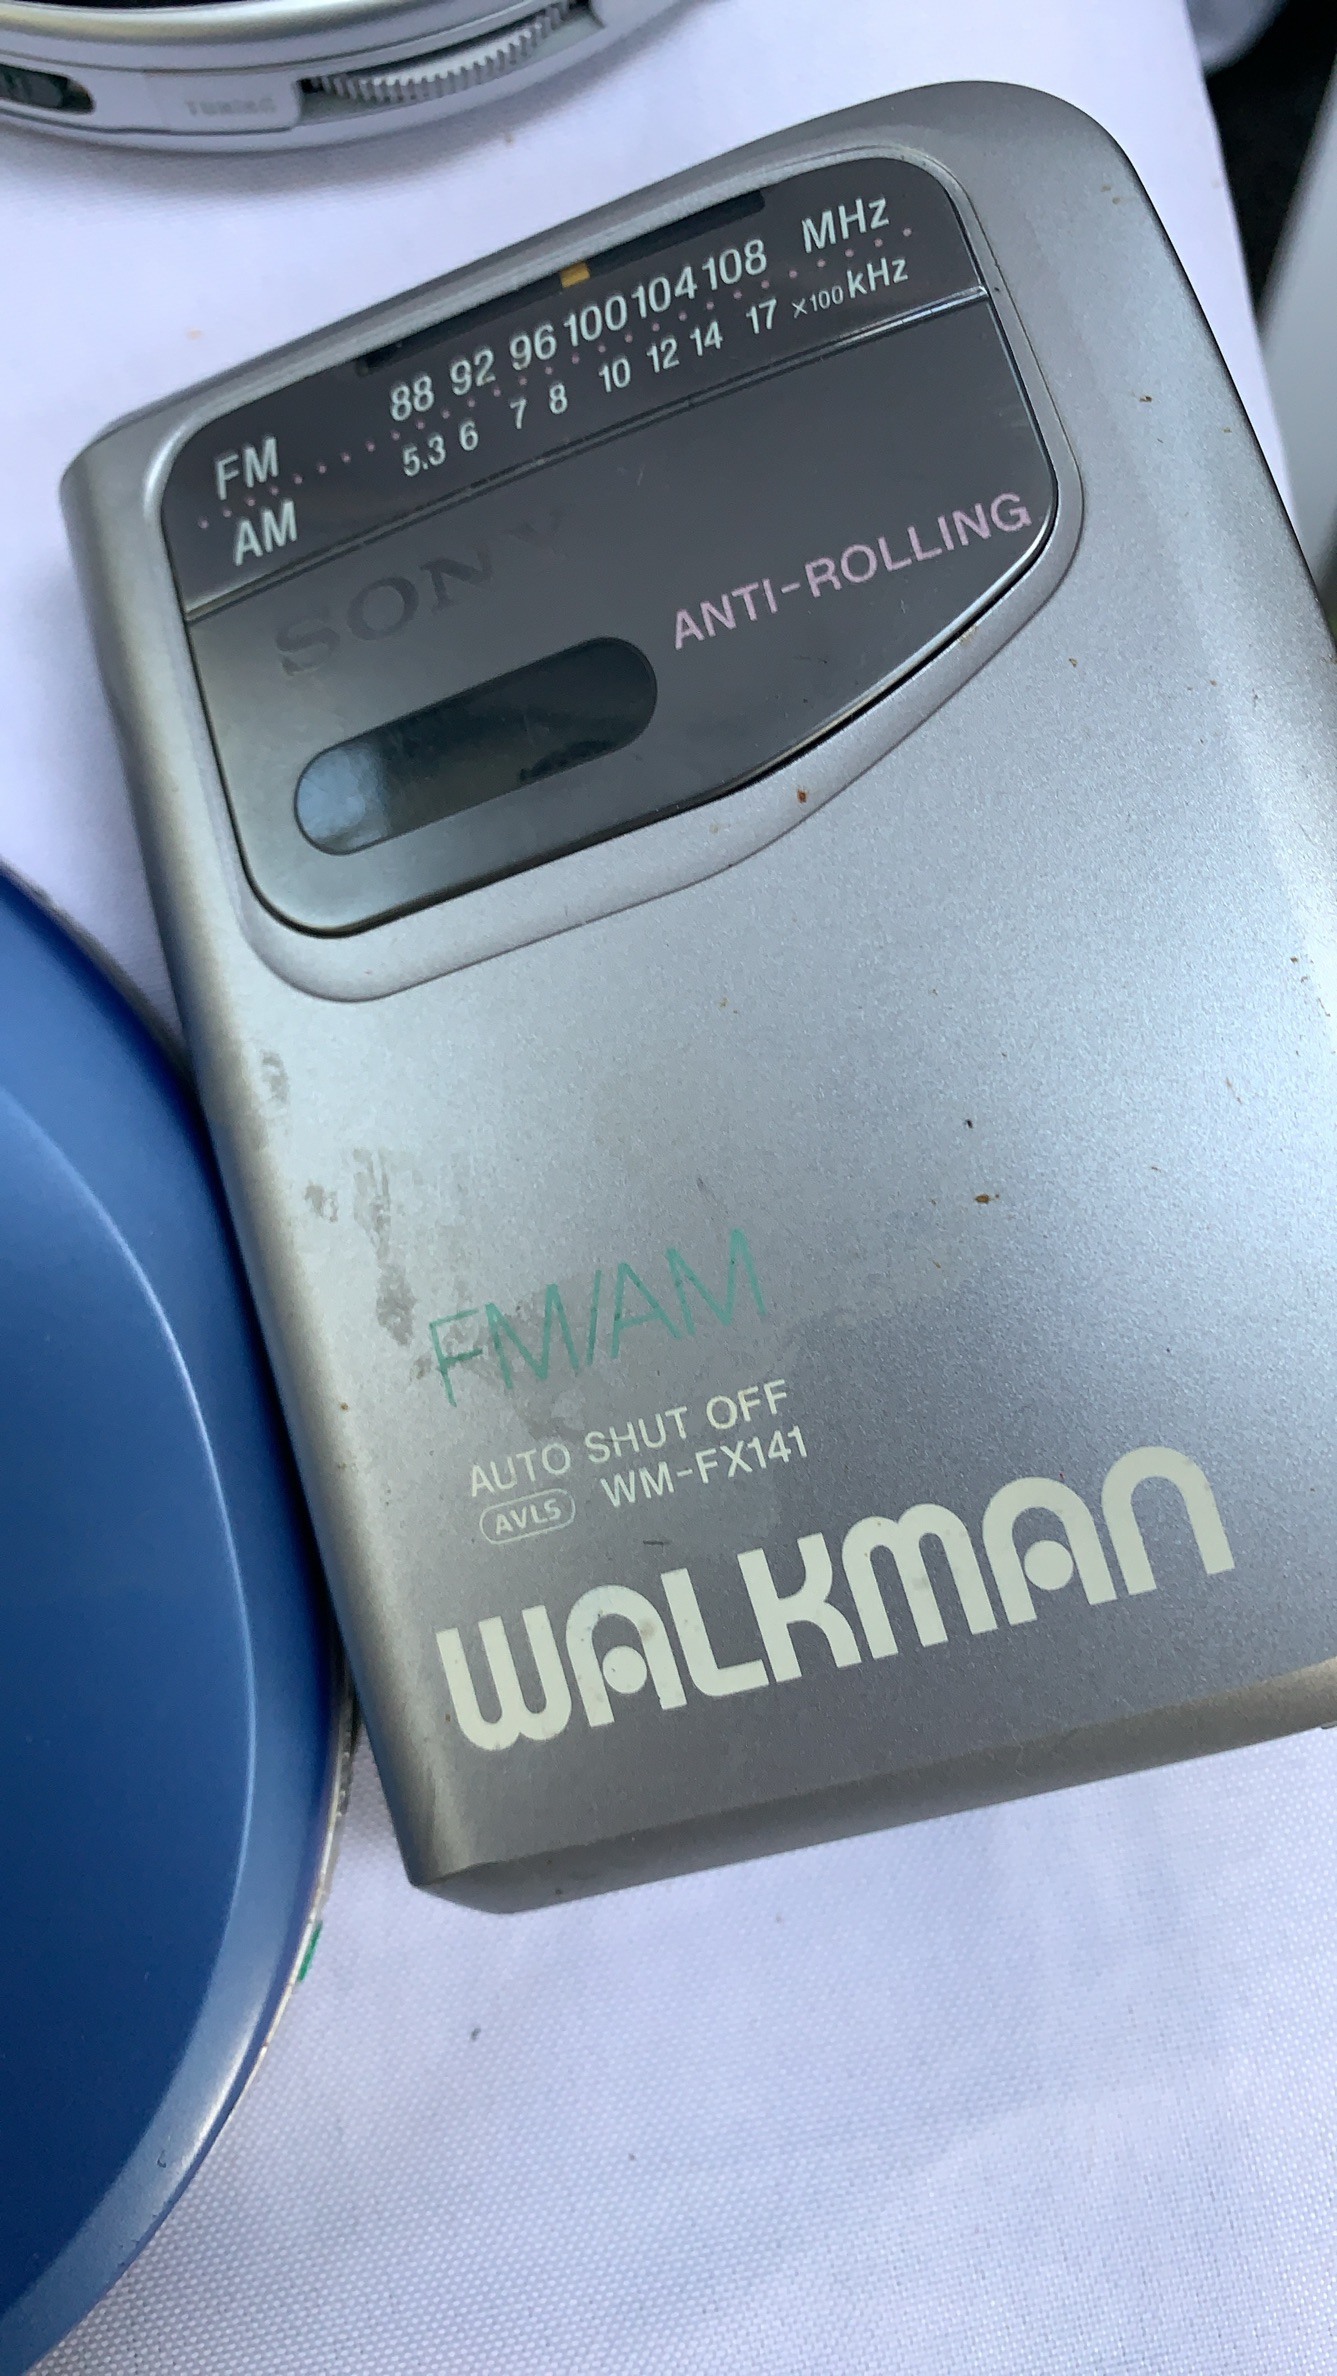 TUNING
88 92 96 100 104 108 MHz
FM
5.3 6 7 8 10 12 14 17 ×100 kHz
AM
SONY
ANTI-ROLLING
FM/AM
AUTO SHUT OFF
AVLS WM-FX141
WALKMAN